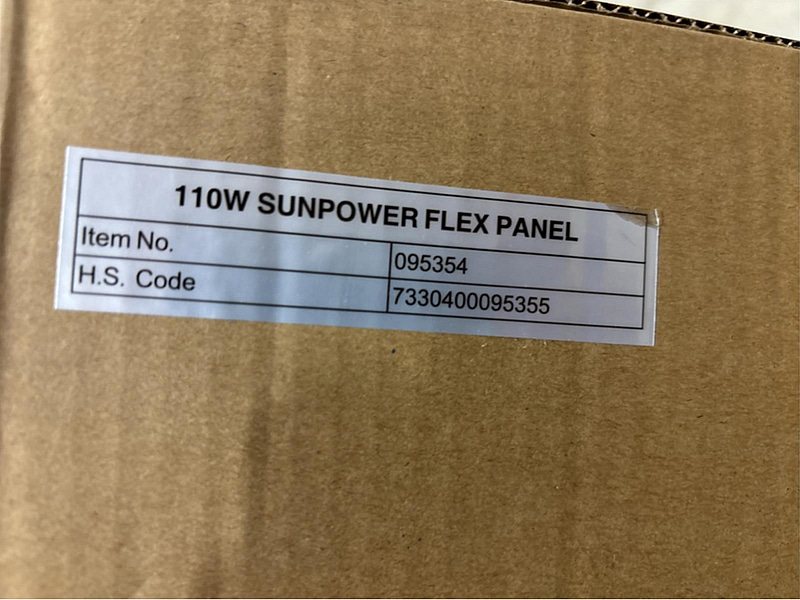 110W SUNPOWER FLEX PANEL
Item No. 095354
H.S. Code 7330400095355